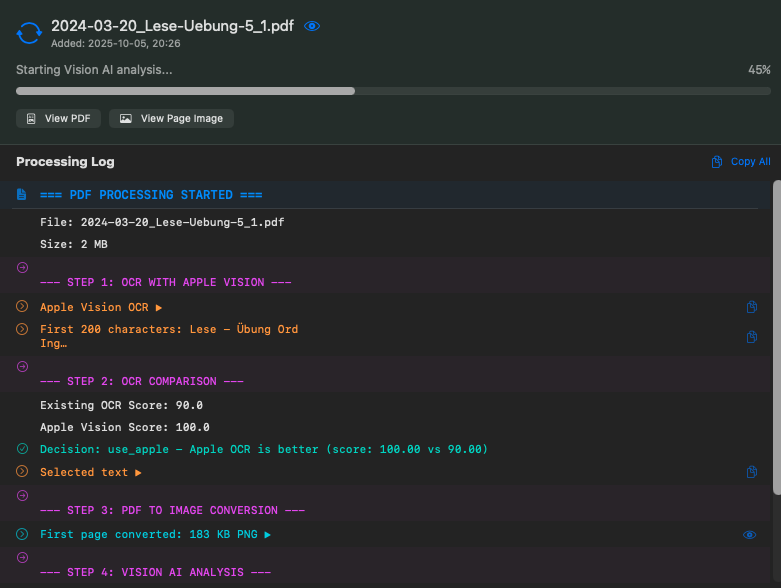 2024-03-20_Lese-Uebung-5_1.pdf
Added: 2025-10-05, 20:26
Starting Vision AI analysis... 45%
View PDF View Page Image
Processing Log Copy All
=== PDF PROCESSING STARTED ===
File: 2024-03-20_Lese-Uebung-5_1.pdf
Size: 2 MB
--- STEP 1: OCR WITH APPLE VISION ---
Apple Vision OCR ▶
First 200 characters: Lese - Übung Ord
Ing…
--- STEP 2: OCR COMPARISON ---
Existing OCR Score: 90.0
Apple Vision Score: 100.0
Decision: use_apple - Apple OCR is better (score: 100.00 vs 90.00)
Selected text ▶
--- STEP 3: PDF TO IMAGE CONVERSION ---
First page converted: 183 KB PNG ▶
--- STEP 4: VISION AI ANALYSIS ---